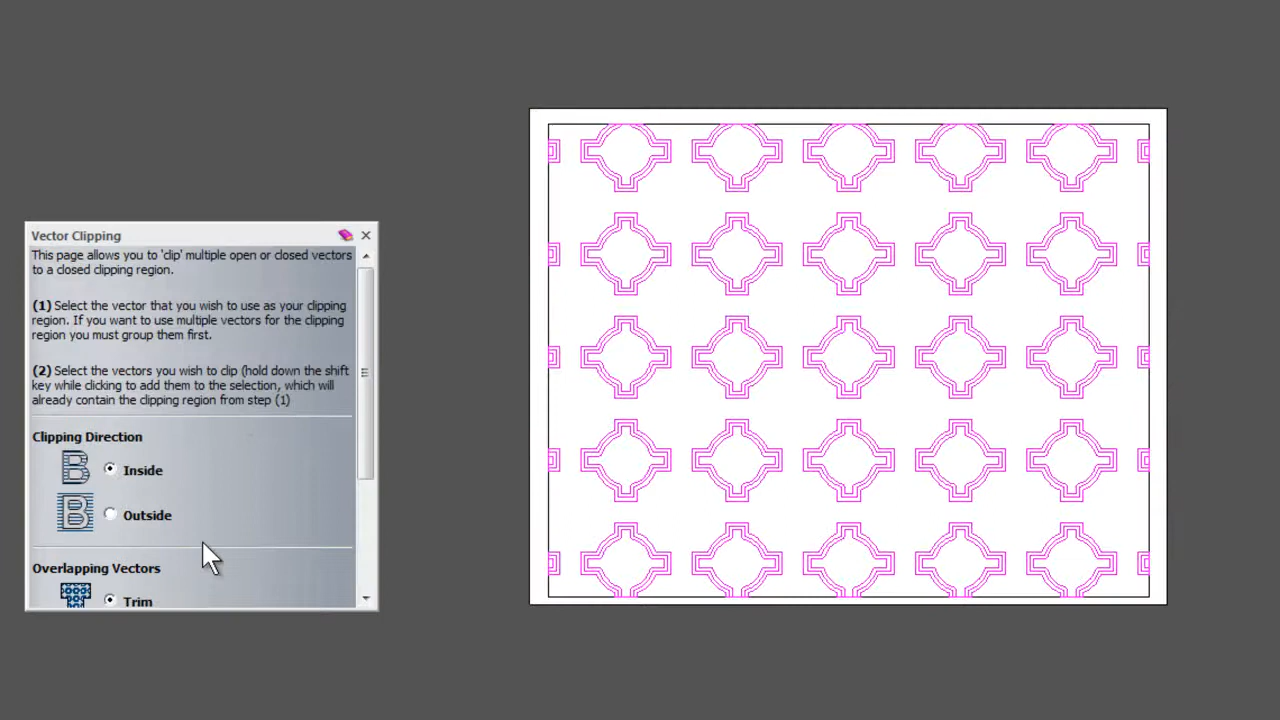 Vector Clipping
This page allows you to 'clip' multiple open or closed vectors
to a closed clipping region.
(1) Select the vector that you wish to use as your clipping
region. If you want to use multiple vectors for the clipping
region you must group them first.
(2) Select the vectors you wish to clip (hold down the shift
key while clicking to add them to the selection, which will
already contain the clipping region from step (1)
Clipping Direction
Inside
Outside
Overlapping Vectors
Trim